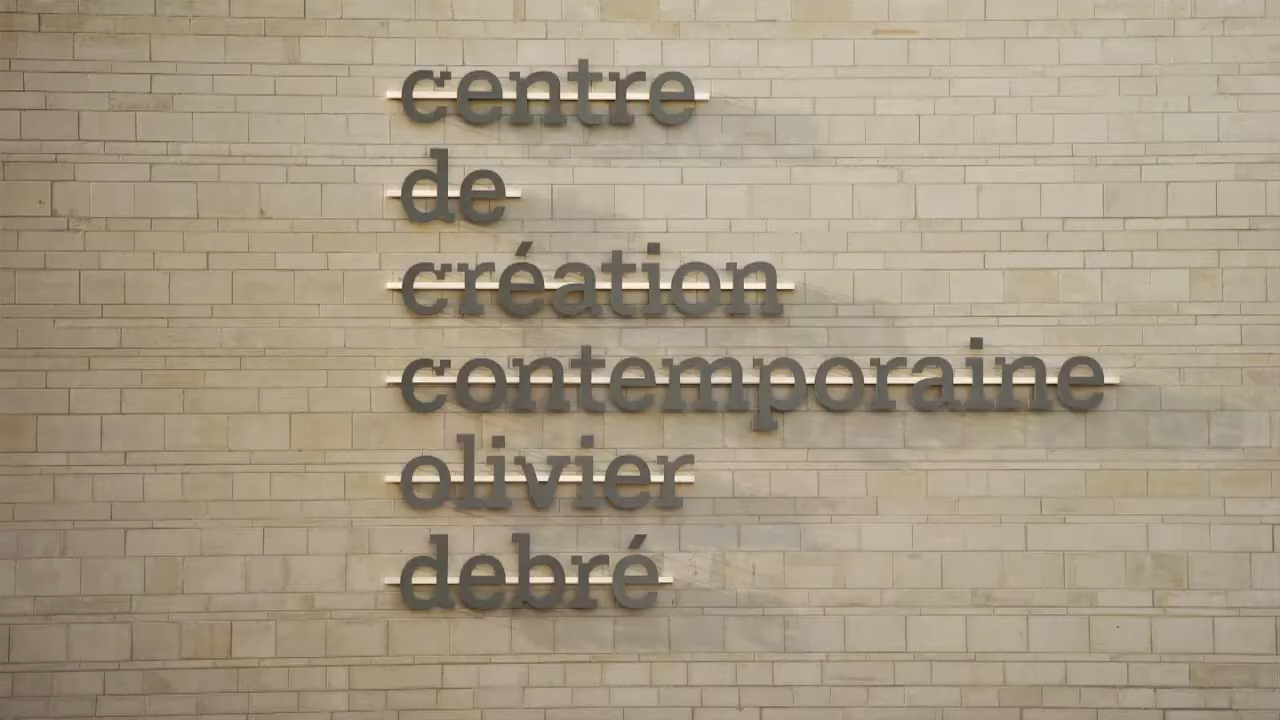 centre
de
création
contemporaine
olivier
debré